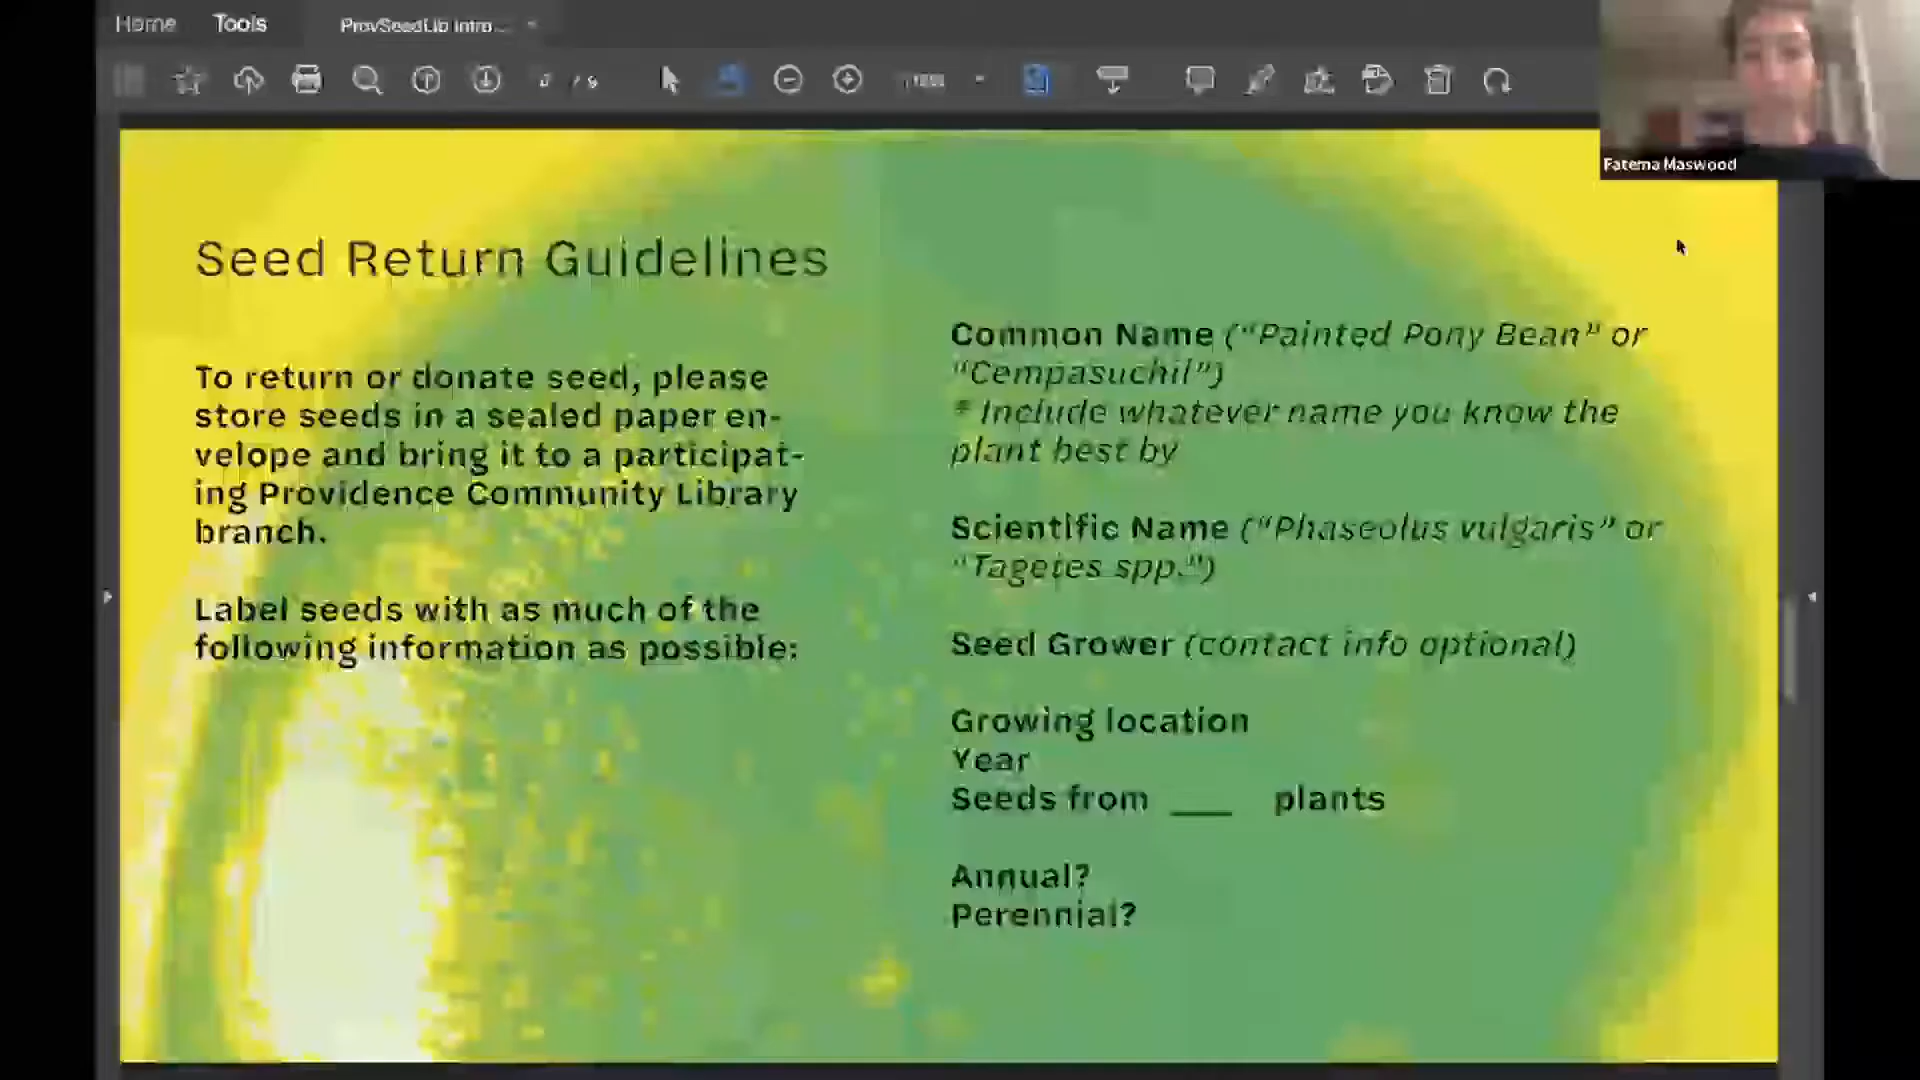 Home Tools ProvSeedLib Intro...
/ 9
Fatema Maswood
Seed Return Guidelines
To return or donate seed, please
store seeds in a sealed paper en-
velope and bring it to a participat-
ing Providence Community Library
branch.
Label seeds with as much of the
following information as possible:
Common Name (“Painted Pony Bean” or
“Cempasuchil”)
* Include whatever name you know the
plant best by
Scientific Name (“Phaseolus vulgaris” or
“Tagetes spp.”)
Seed Grower (contact info optional)
Growing location
Year
Seeds from ___ plants
Annual?
Perennial?